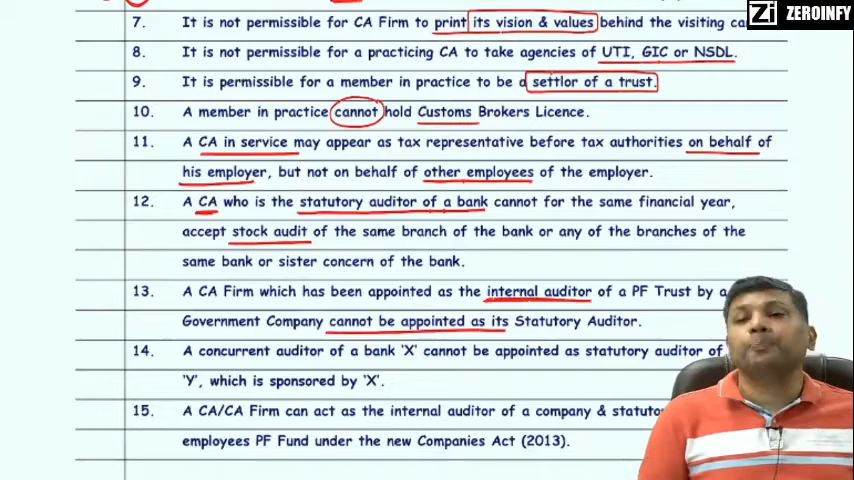 Zi ZEROINFY
7. It is not permissible for CA Firm to print its vision & values behind the visiting
8. It is not permissible for a practicing CA to take agencies of UTI, GIC or NSDL.
9. It is permissible for a member in practice to be a settlor of a trust.
10. A member in practice cannot hold Customs Brokers Licence.
11. A CA in service may appear as tax representative before tax authorities on behalf of
his employer, but not on behalf of other employees of the employer.
12. A CA who is the statutory auditor of a bank cannot for the same financial year,
accept stock audit of the same branch of the bank or any of the branches of the
same bank or sister concern of the bank.
13. A CA Firm which has been appointed as the internal auditor of a PF Trust by a
Government Company cannot be appointed as its Statutory Auditor.
14. A concurrent auditor of a bank 'X' cannot be appointed as statutory auditor of
'Y', which is sponsored by 'X'.
15. A CA/CA Firm can act as the internal auditor of a company &
employees PF Fund under the new Companies Act (2013).